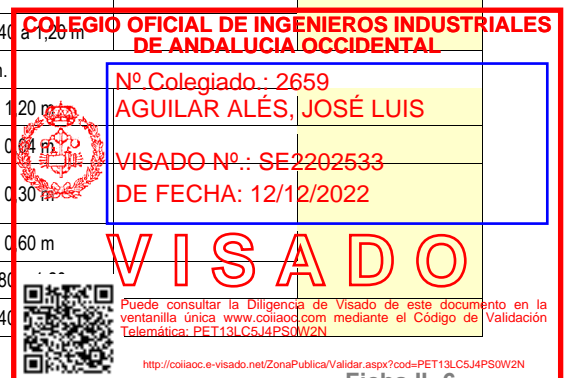 COLEGIO OFICIAL DE INGENIEROS INDUSTRIALES
DE ANDALUCIA OCCIDENTAL
a 1,20 m
Nº.Colegiado.: 2659
AGUILAR ALÉS, JOSÉ LUIS
1,20 m
VISADO Nº.: SE2202533
DE FECHA: 12/12/2022
0,30 m
0,60 m
VISADO
Puede consultar la Diligencia de Visado de este documento en la
ventanilla única www.coiiaoc.com mediante el Código de Validación
Telemática: PET13LC5J4PS0W2N
http://coiiaoc.e-visado.net/ZonaPublica/Validar.aspx?cod=PET13LC5J4PS0W2N